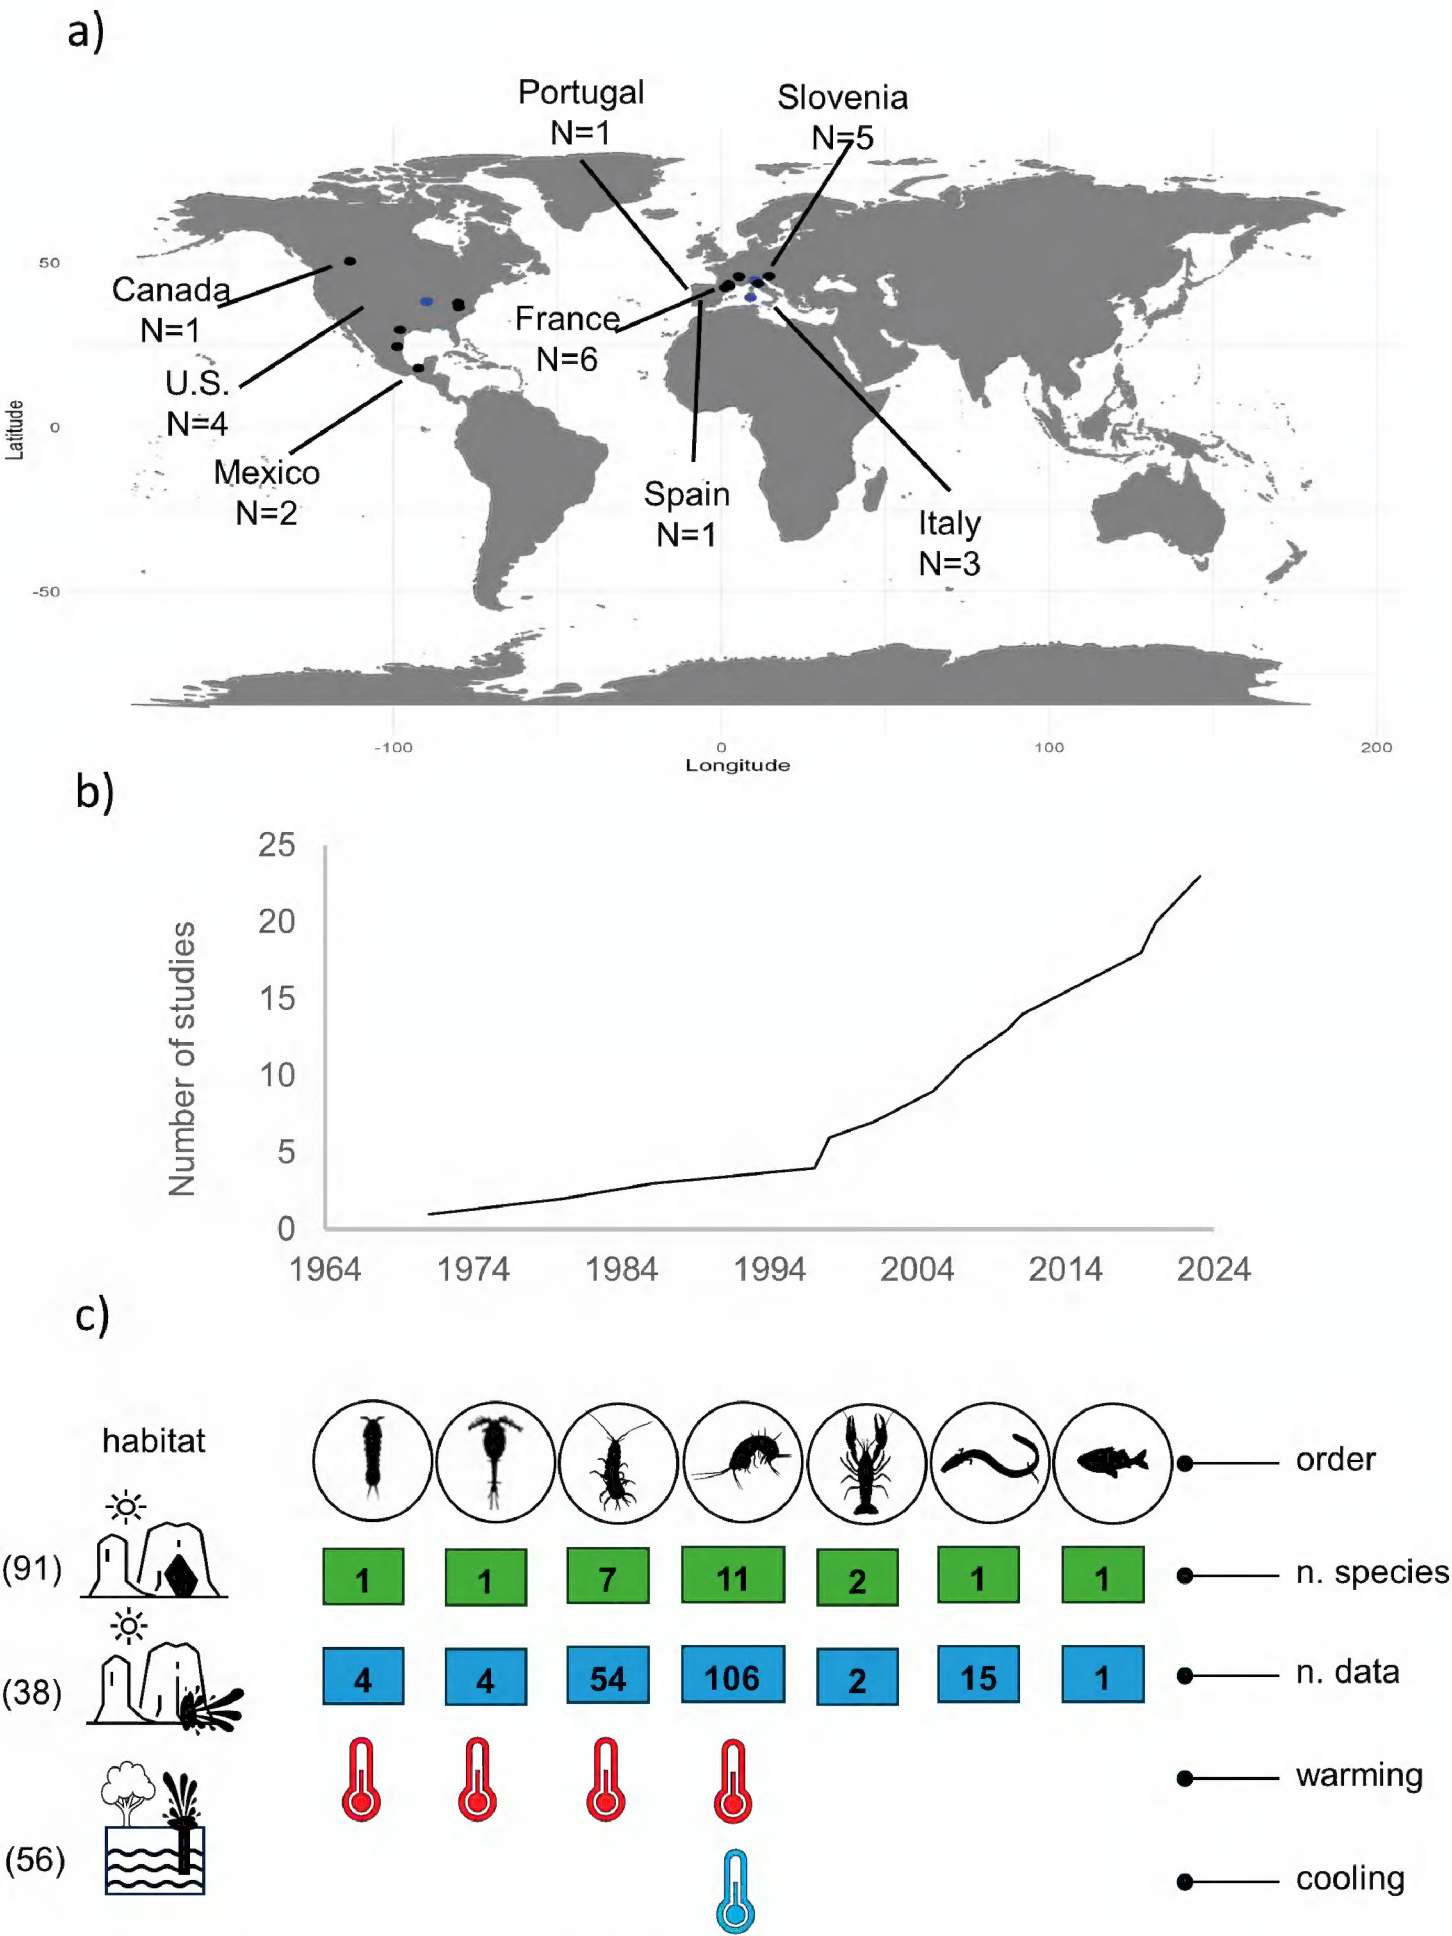 a)
Portugal
N=1
Slovenia
N=5
50
Canada
N=1
France
N=6
U.S.
N=4
0
Latitude
Mexico
N=2
Spain
N=1
Italy
N=3
-50
-100
0
100
200
Longitude
b)
25
20
15
10
5
0
Number of studies
1964
1974
1984
1994
2004
2014
2024
c)
habitat
order
(91)
1
1
7
11
2
1
1
n. species
(38)
4
4
54
106
2
15
1
n. data
warming
(56)
cooling